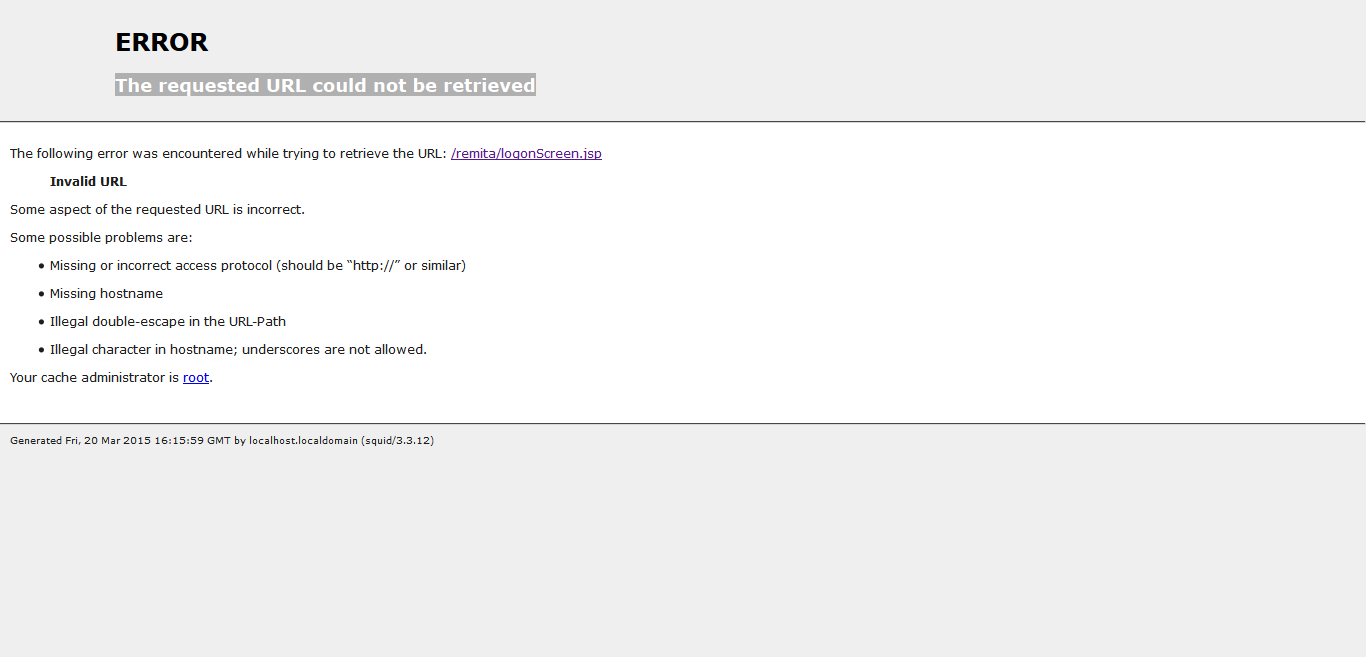 ERROR
The requested URL could not be retrieved
The following error was encountered while trying to retrieve the URL: /remita/logonScreen.jsp
Invalid URL
Some aspect of the requested URL is incorrect.
Some possible problems are:
• Missing or incorrect access protocol (should be “http://” or similar)
• Missing hostname
• Illegal double-escape in the URL-Path
• Illegal character in hostname; underscores are not allowed.
Your cache administrator is root.
Generated Fri, 20 Mar 2015 16:15:59 GMT by localhost.localdomain (squid/3.3.12)